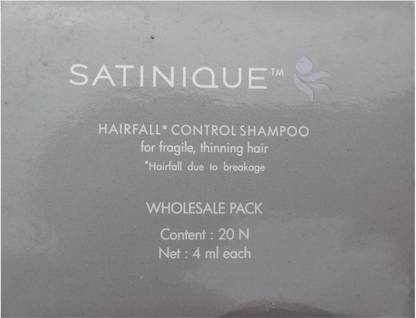 SATINIQUE™
HAIRFALL* CONTROL SHAMPOO
for fragile, thinning hair
*Hairfall due to breakage
WHOLESALE PACK
Content : 20 N
Net : 4 ml each